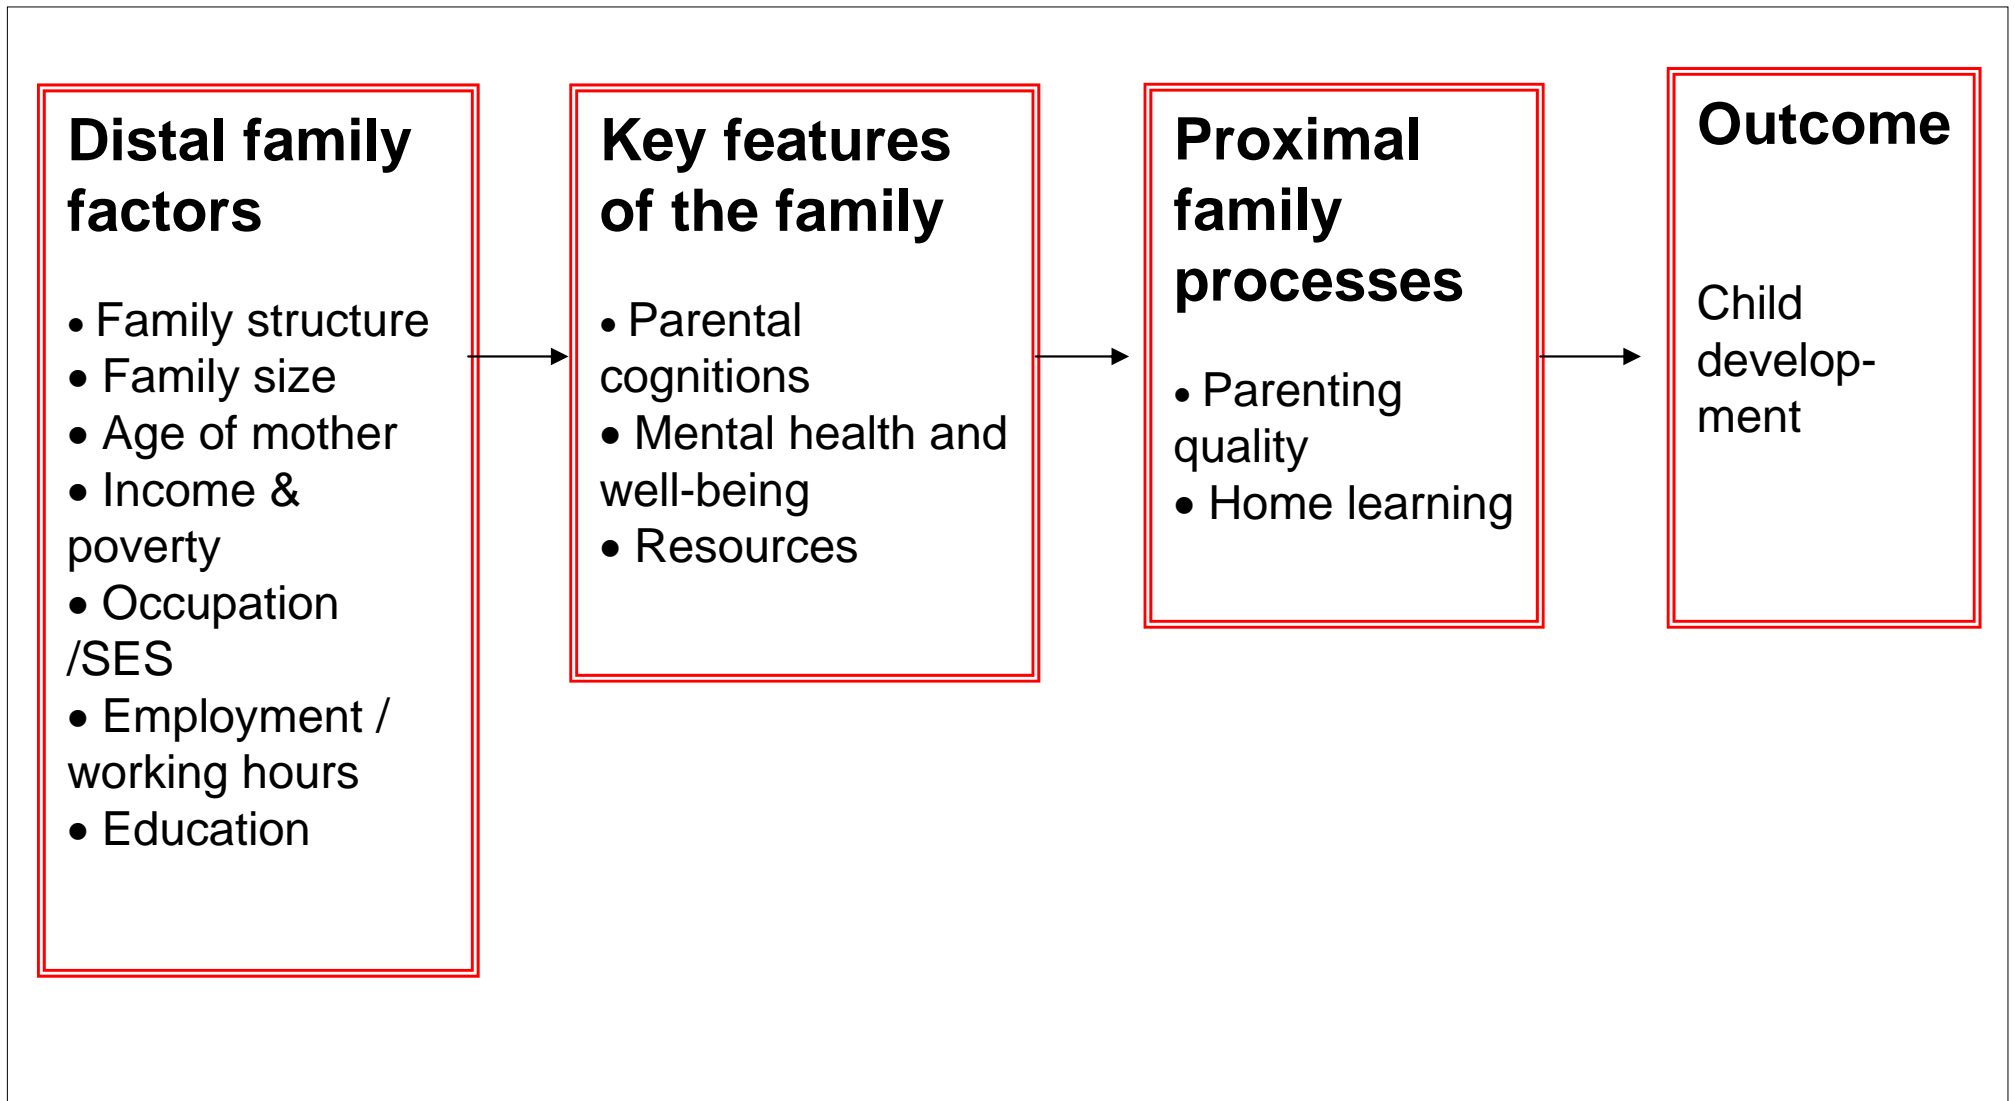 Distal family
factors
• Family structure
• Family size
• Age of mother
• Income &
poverty
• Occupation
/SES
• Employment /
working hours
• Education
Key features
of the family
• Parental
cognitions
• Mental health and
well-being
• Resources
Proximal
family
processes
• Parenting
quality
• Home learning
Outcome
Child
develop-
ment